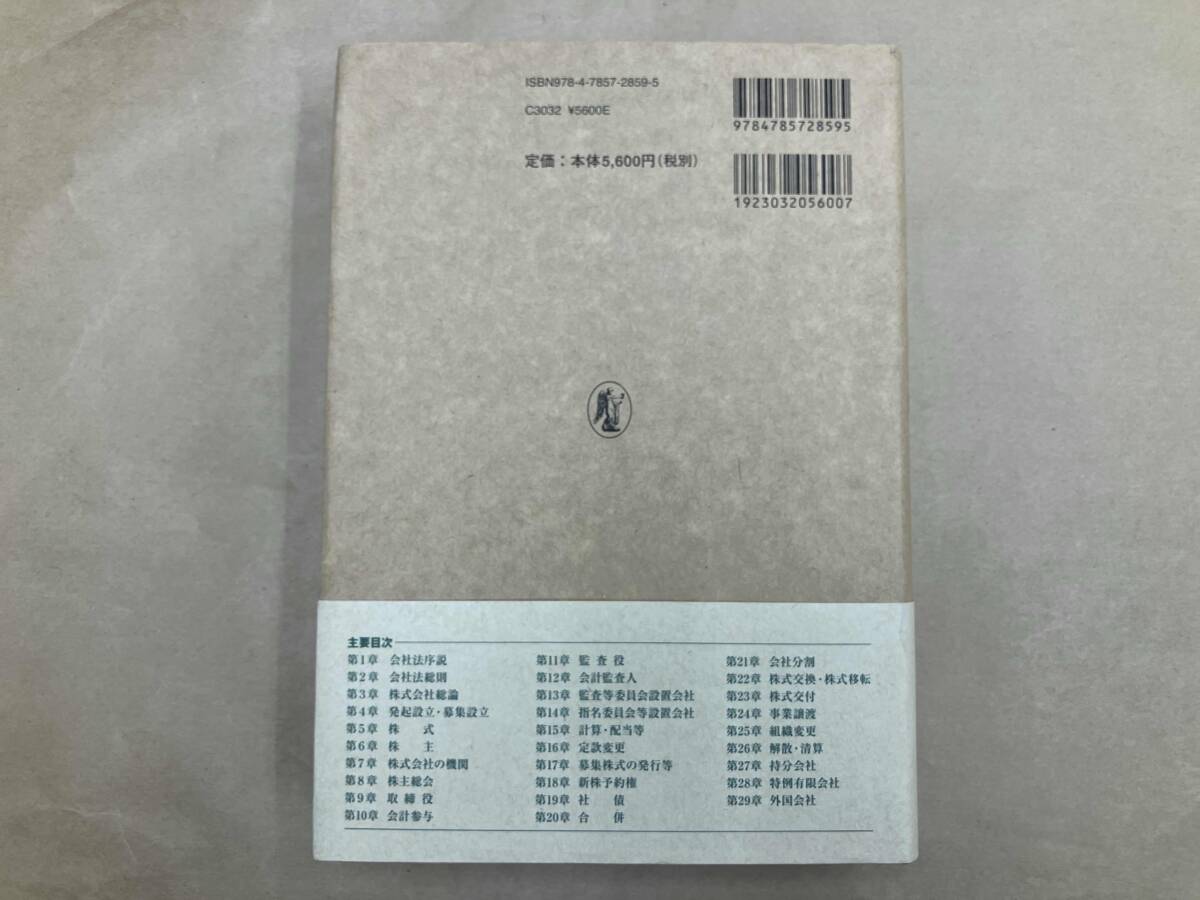 ISBN978-4-7857-2859-5
C3032 ¥5600E
定価：本体5,600円（税別）
9784785728595
1923032056007
主要目次
第1章 会社法序説
第2章 会社法総則
第3章 株式会社総論
第4章 発起設立・募集設立
第5章 株 式
第6章 株 主
第7章 株式会社の機関
第8章 株主総会
第9章 取締役
第10章 会計参与
第11章 監査役
第12章 会計監査人
第13章 監査等委員会設置会社
第14章 指名委員会等設置会社
第15章 計算・配当等
第16章 定款変更
第17章 募集株式の発行等
第18章 新株予約権
第19章 社 債
第20章 合 併
第21章 会社分割
第22章 株式交換・株式移転
第23章 株式交付
第24章 事業譲渡
第25章 組織変更
第26章 解散・清算
第27章 持分会社
第28章 特例有限会社
第29章 外国会社